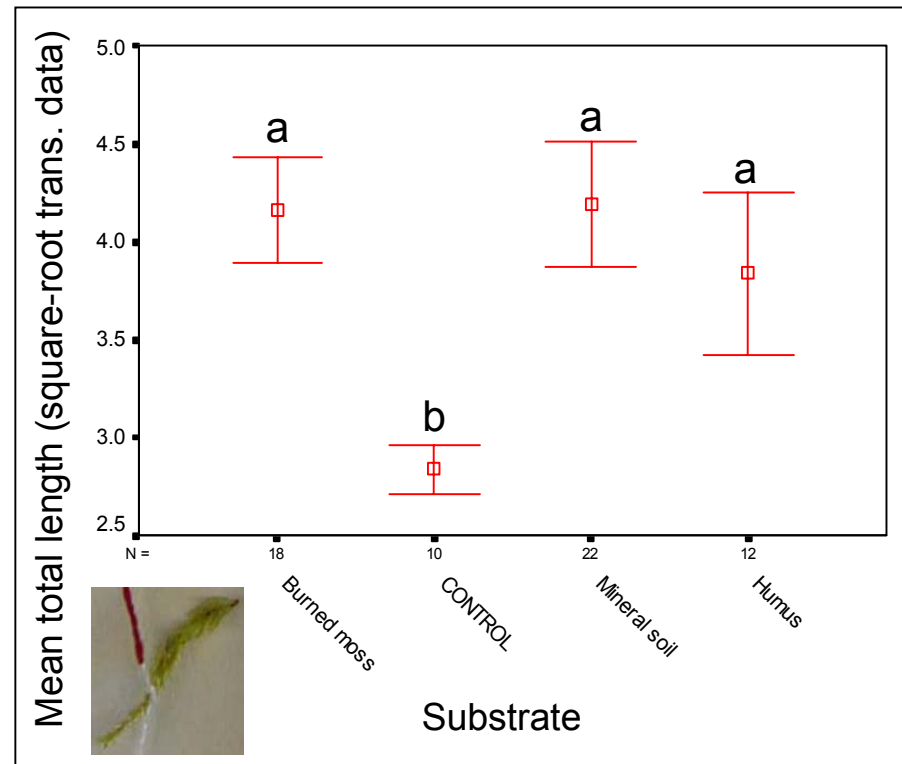 Mean total length (square-root trans. data)
5.0
4.5
4.0
3.5
3.0
2.5
a
b
a
a
N =
18
10
22
12
Burned moss
CONTROL
Mineral soil
Humus
Substrate